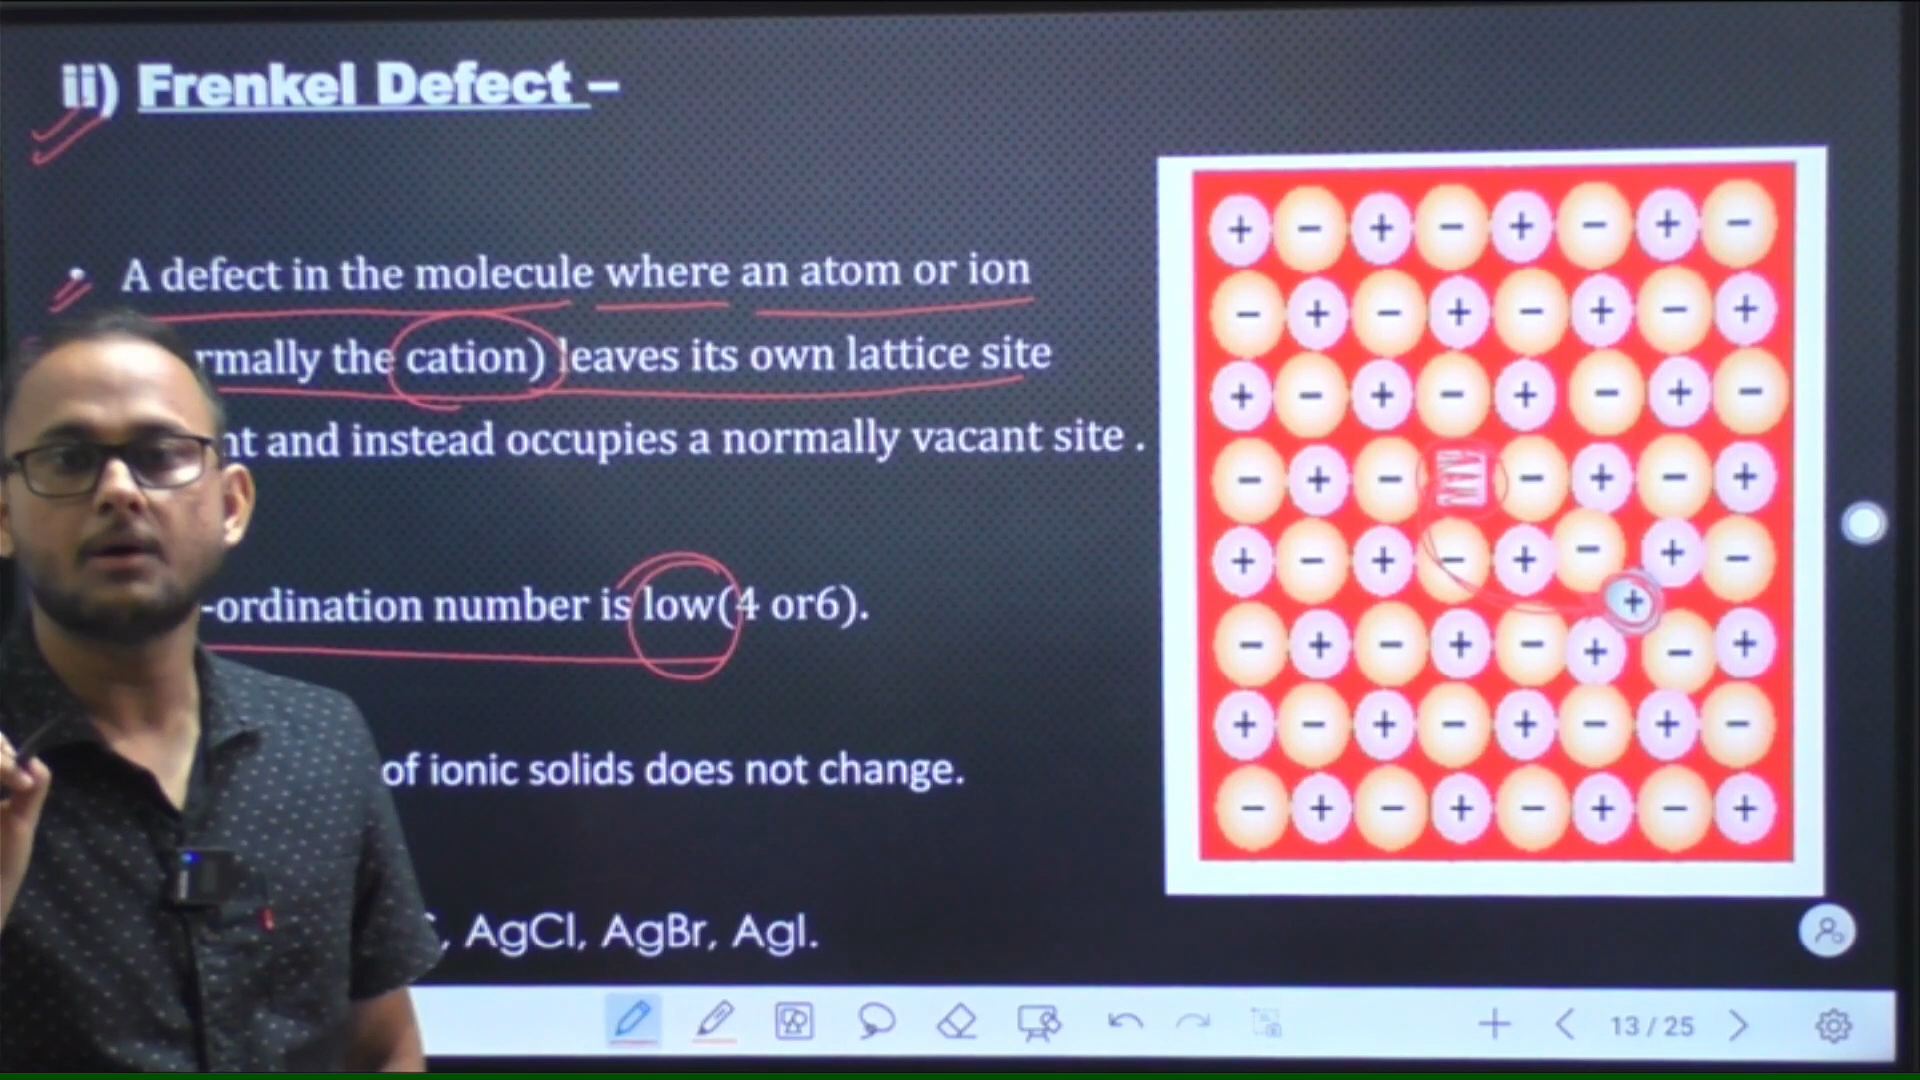 ii) Frenkel Defect –
A defect in the molecule where an atom or ion
rmally the cation) leaves its own lattice site
nt and instead occupies a normally vacant site .
-ordination number is low(4 or6).
of ionic solids does not change.
, AgCl, AgBr, AgI.
+ − + − + − + −
− + − + − + − +
+ − + − + − + −
− + − − + − +
+ − + − + − + −
+
− + − + − + − +
+ − + − + − + −
− + − + − + − +
13 / 25